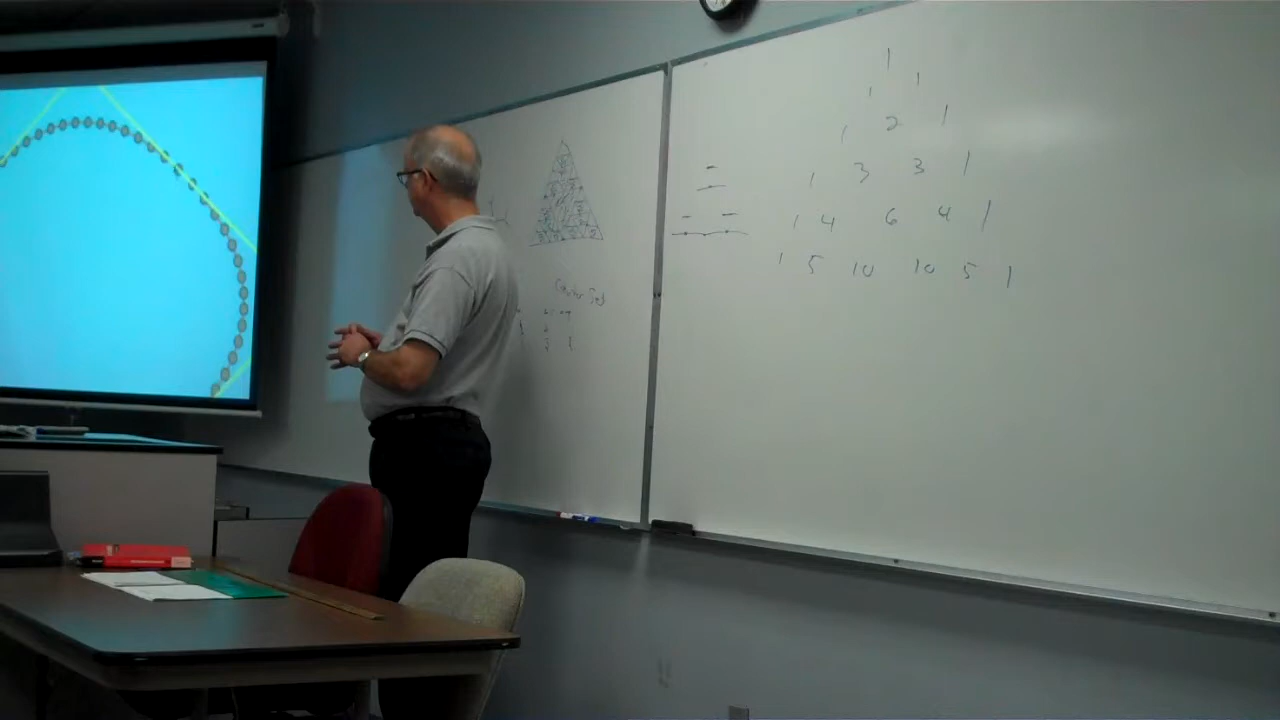 Cantor Set
1
1 1
1 2 1
1 3 3 1
1 4 6 4 1
1 5 10 10 5 1